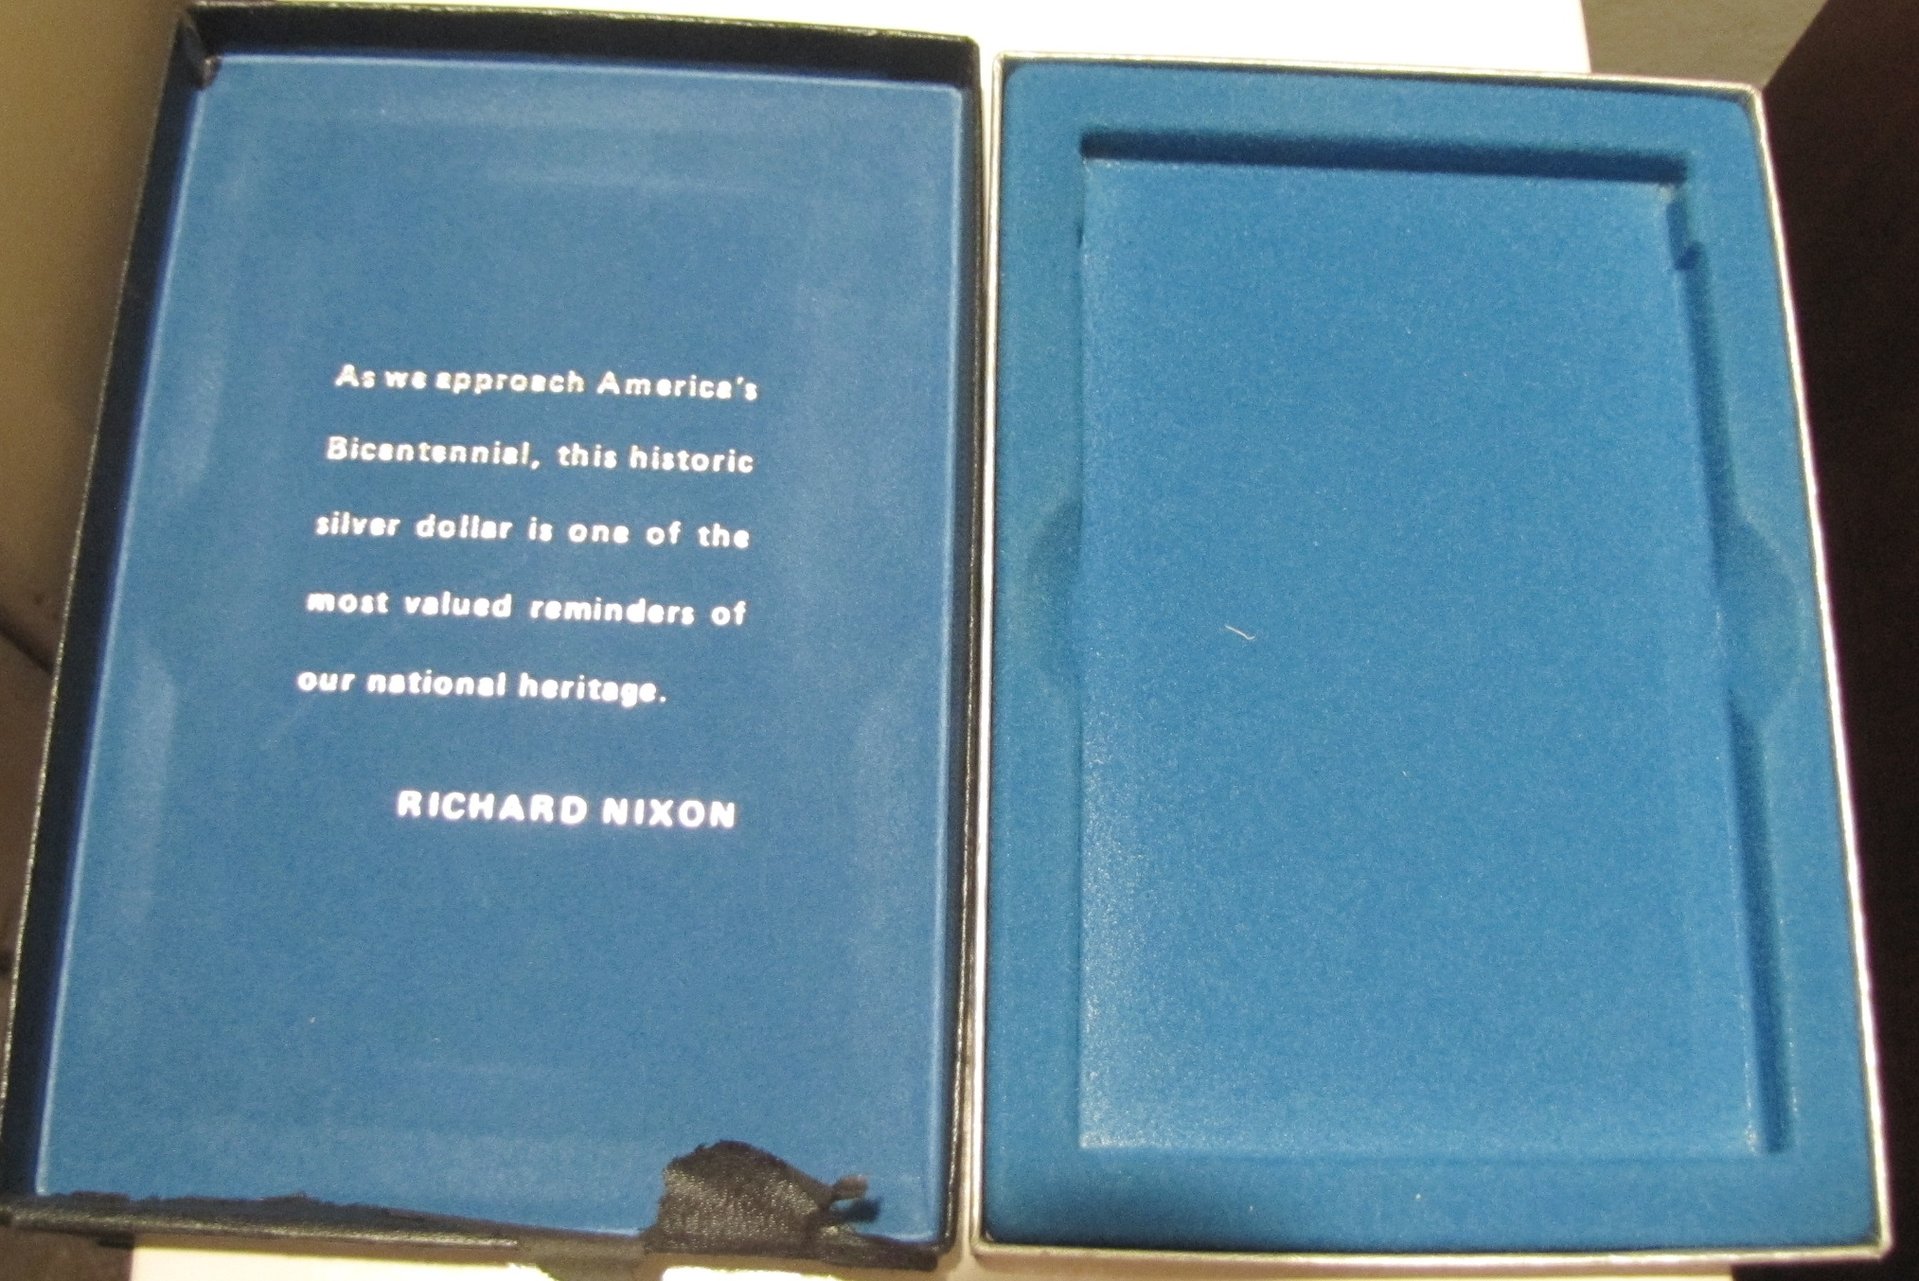 As we approach America's
Bicentennial, this historic
silver dollar is one of the
most valued reminders of
our national heritage.
RICHARD NIXON